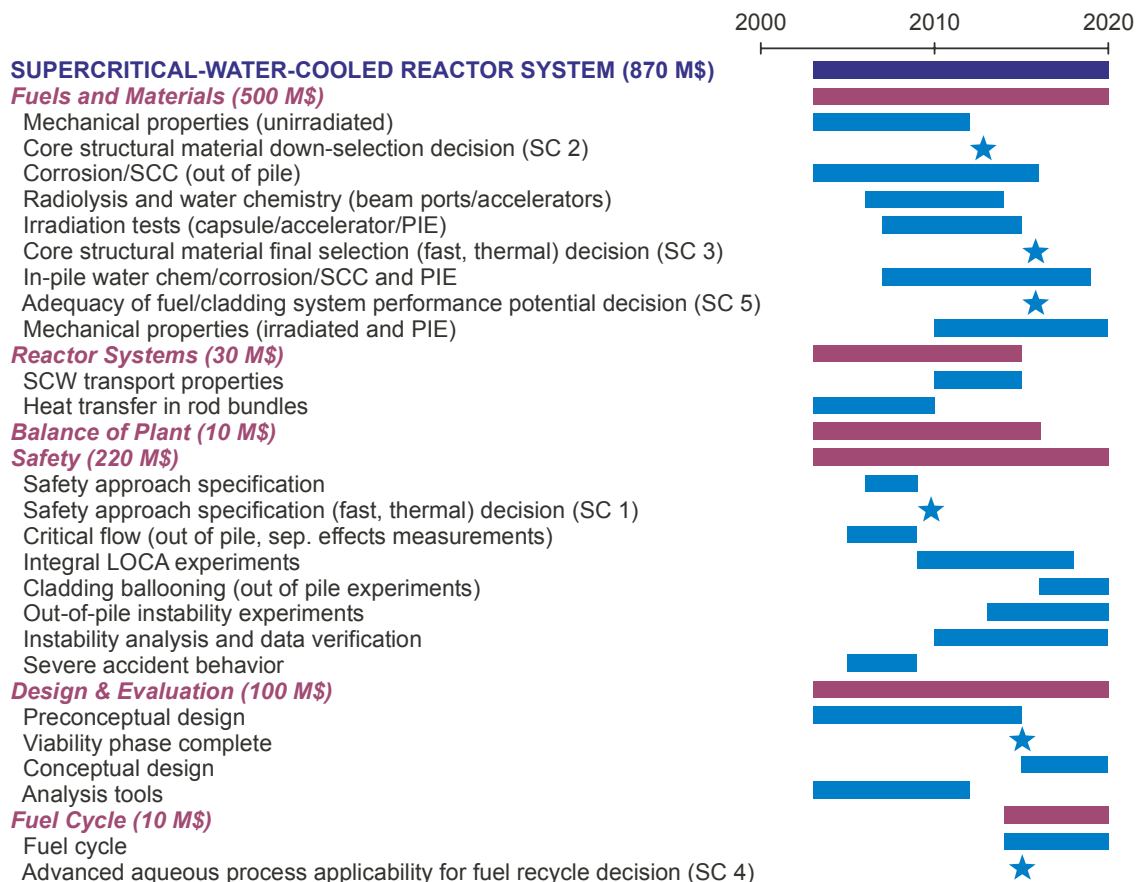 2000 2010 2020
SUPERCRITICAL-WATER-COOLED REACTOR SYSTEM (870 M$)
Fuels and Materials (500 M$)
Mechanical properties (unirradiated)
Core structural material down-selection decision (SC 2)
Corrosion/SCC (out of pile)
Radiolysis and water chemistry (beam ports/accelerators)
Irradiation tests (capsule/accelerator/PIE)
Core structural material final selection (fast, thermal) decision (SC 3)
In-pile water chem/corrosion/SCC and PIE
Adequacy of fuel/cladding system performance potential decision (SC 5)
Mechanical properties (irradiated and PIE)
Reactor Systems (30 M$)
SCW transport properties
Heat transfer in rod bundles
Balance of Plant (10 M$)
Safety (220 M$)
Safety approach specification
Safety approach specification (fast, thermal) decision (SC 1)
Critical flow (out of pile, sep. effects measurements)
Integral LOCA experiments
Cladding ballooning (out of pile experiments)
Out-of-pile instability experiments
Instability analysis and data verification
Severe accident behavior
Design & Evaluation (100 M$)
Preconceptual design
Viability phase complete
Conceptual design
Analysis tools
Fuel Cycle (10 M$)
Fuel cycle
Advanced aqueous process applicability for fuel recycle decision (SC 4)